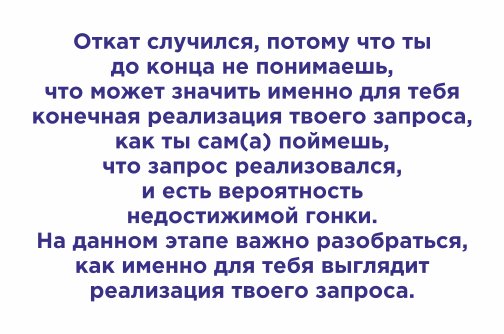 Откат случился, потому что ты
до конца не понимаешь,
что может значить именно для тебя
конечная реализация твоего запроса,
как ты сам(а) поймешь,
что запрос реализовался,
и есть вероятность
недостижимой гонки.
На данном этапе важно разобраться,
как именно для тебя выглядит
реализация твоего запроса.